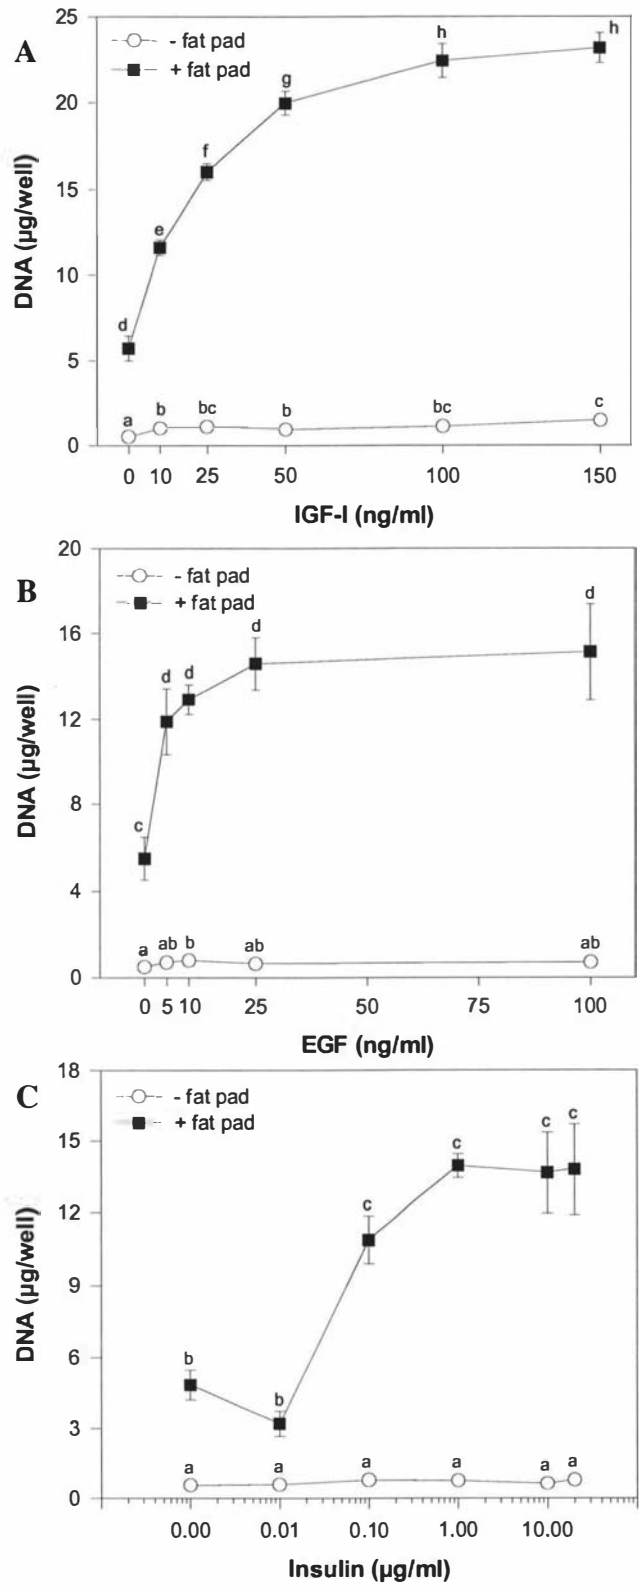 A
- fat pad
+ fat pad
25
20
15
10
5
0
DNA (µg/well)
d
e
f
g
h
h
a
b
bc
b
bc
c
0 10 25 50 100 150
IGF-I (ng/ml)
B
- fat pad
+ fat pad
20
16
12
8
4
0
DNA (µg/well)
c
d
d
d
d
a
ab
b
ab
ab
0 5 10 25 50 75 100
EGF (ng/ml)
C
- fat pad
+ fat pad
18
15
12
9
6
3
0
DNA (µg/well)
b
b
c
c
c
c
a
a
a
a
a
a
0.00 0.01 0.10 1.00 10.00
Insulin (µg/ml)